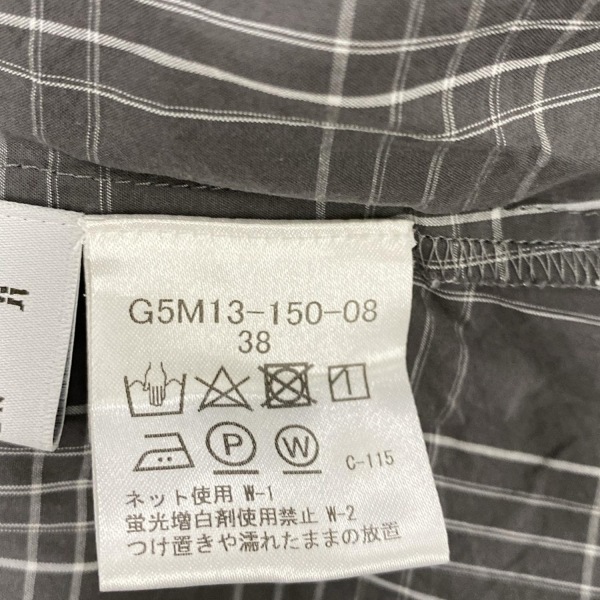 G5M13-150-08
38
P W C-115
ネット使用 W-1
蛍光増白剤使用禁止 W-2
つけ置きや濡れたままの放置